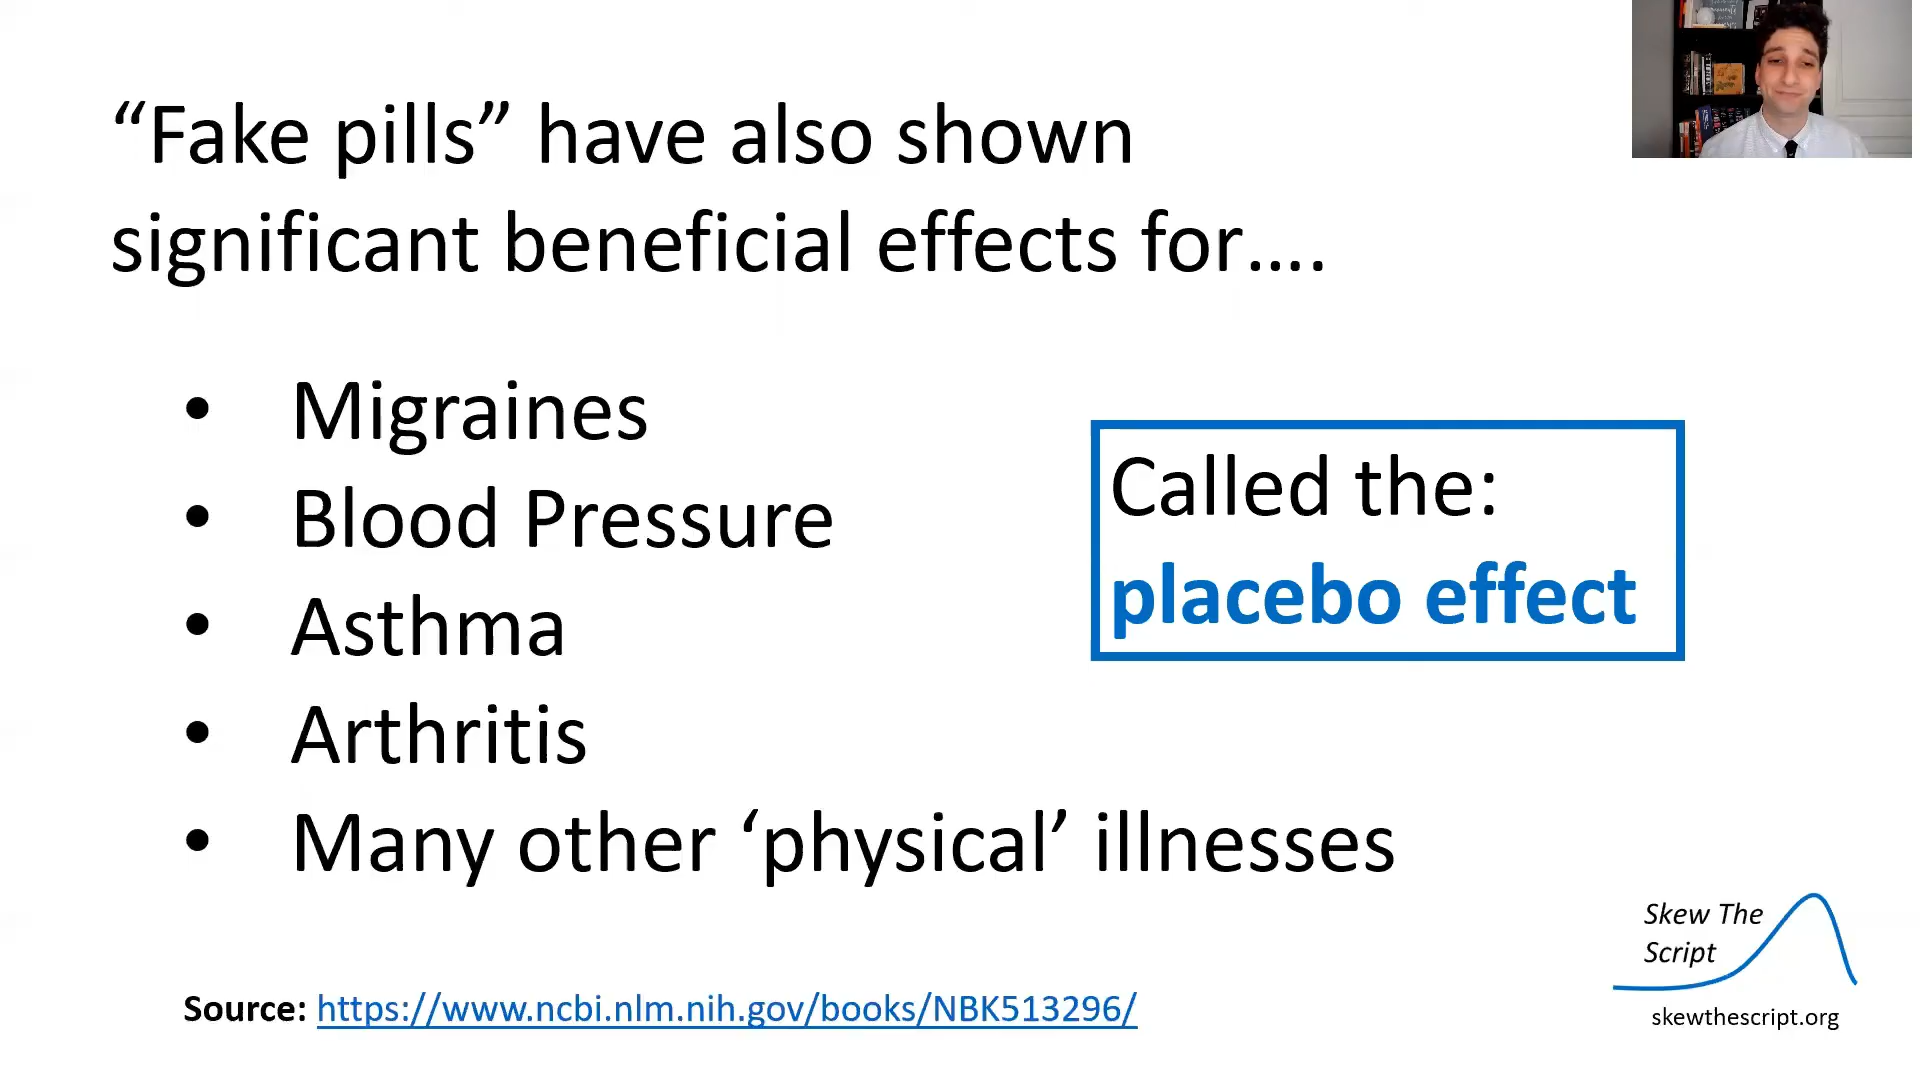 “Fake pills” have also shown
significant beneficial effects for….
• Migraines
• Blood Pressure
• Asthma
• Arthritis
• Many other ‘physical’ illnesses
Called the:
placebo effect
Source: https://www.ncbi.nlm.nih.gov/books/NBK513296/
Skew The
Script
skewthescript.org